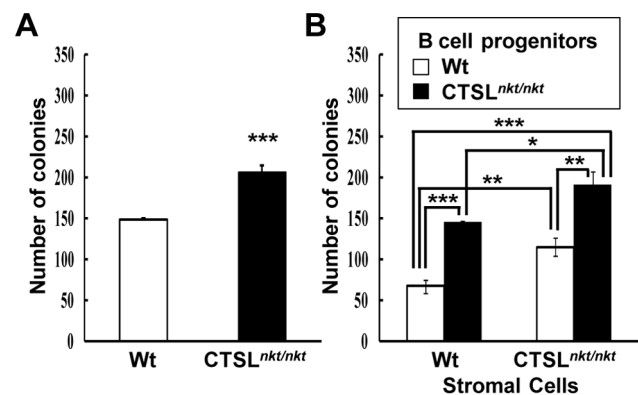 A
Number of colonies
350
300
250
200
150
100
50
0
***
Wt
CTSLnkt/nkt
B
B cell progenitors
Wt
CTSLnkt/nkt
Number of colonies
350
300
250
200
150
100
50
0
***
*
**
**
***
Wt
CTSLnkt/nkt
Stromal Cells